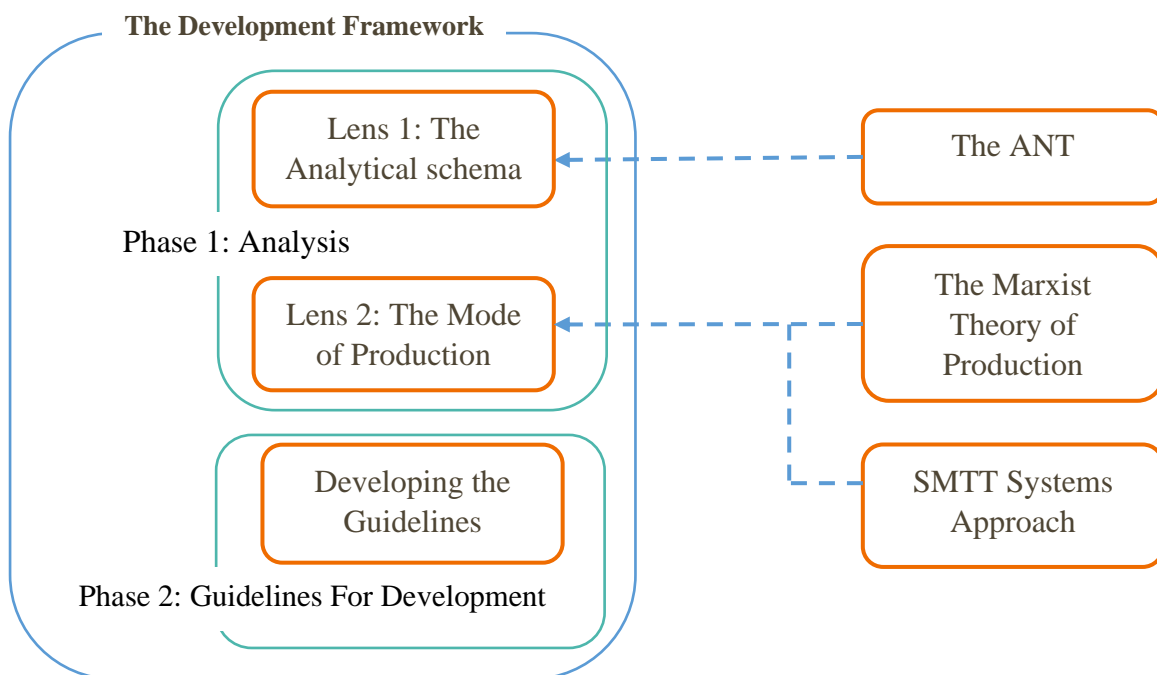 The Development Framework
Lens 1: The
Analytical schema
The ANT
Phase 1: Analysis
Lens 2: The Mode
of Production
The Marxist
Theory of
Production
Developing the
Guidelines
SMTT Systems
Approach
Phase 2: Guidelines For Development